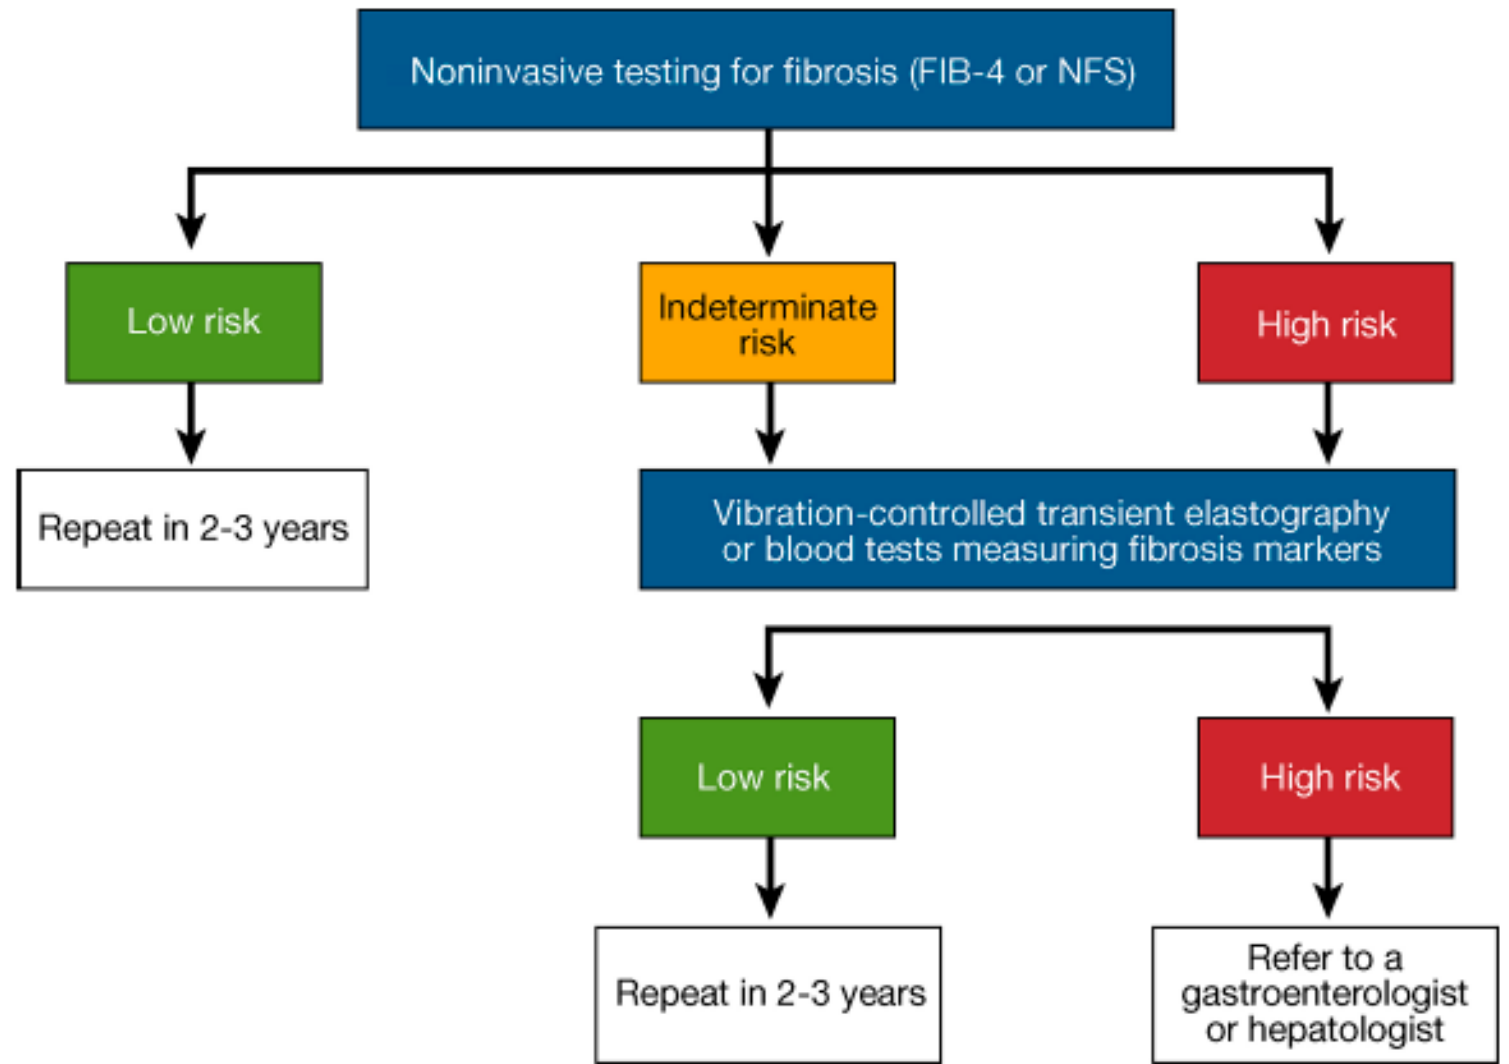 Noninvasive testing for fibrosis (FIB-4 or NFS)
Low risk
Indeterminate
risk
High risk
Repeat in 2-3 years
Vibration-controlled transient elastography
or blood tests measuring fibrosis markers
Low risk
High risk
Repeat in 2-3 years
Refer to a
gastroenterologist
or hepatologist